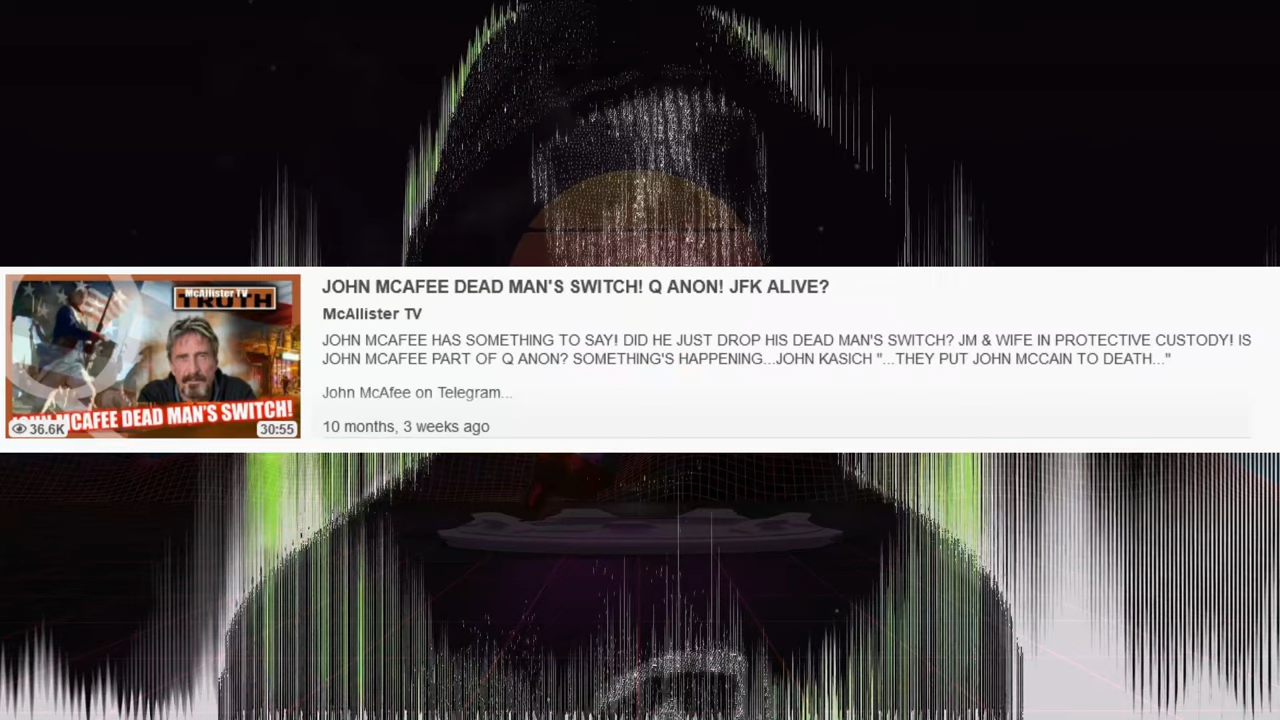 JOHN MCAFEE DEAD MAN'S SWITCH! Q ANON! JFK ALIVE?
McAllister TV
JOHN MCAFEE HAS SOMETHING TO SAY! DID HE JUST DROP HIS DEAD MAN'S SWITCH? JM & WIFE IN PROTECTIVE CUSTODY! IS
JOHN MCAFEE PART OF Q ANON? SOMETHING'S HAPPENING...JOHN KASICH "...THEY PUT JOHN MCCAIN TO DEATH..."
John McAfee on Telegram...
10 months, 3 weeks ago
McAllister TV
TRUTH
JOHN MCAFEE DEAD MAN'S SWITCH!
36.6K
30:55